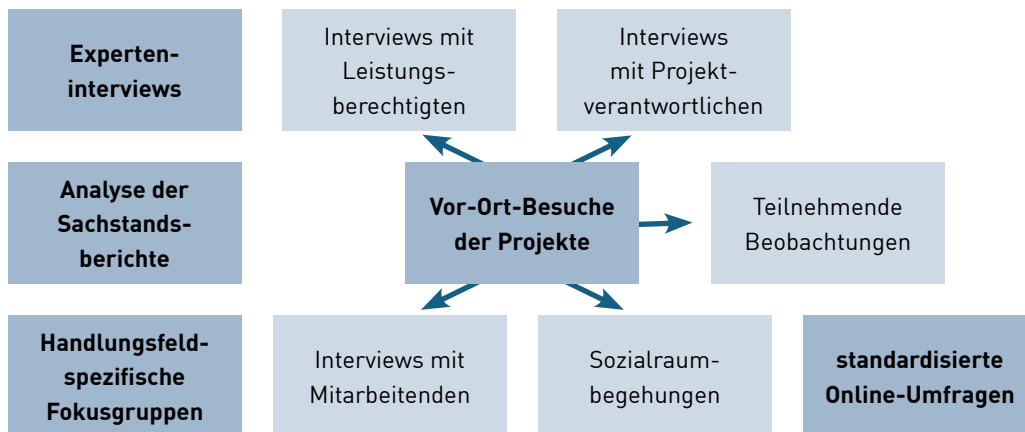 Experten-
interviews
Interviews mit
Leistungs-
berechtigten
Interviews
mit Projekt-
verantwortlichen
Analyse der
Sachstands-
berichte
Vor-Ort-Besuche
der Projekte
Teilnehmende
Beobachtungen
Handlungsfeld-
spezifische
Fokusgruppen
Interviews mit
Mitarbeitenden
Sozialraum-
begehungen
standardisierte
Online-Umfragen